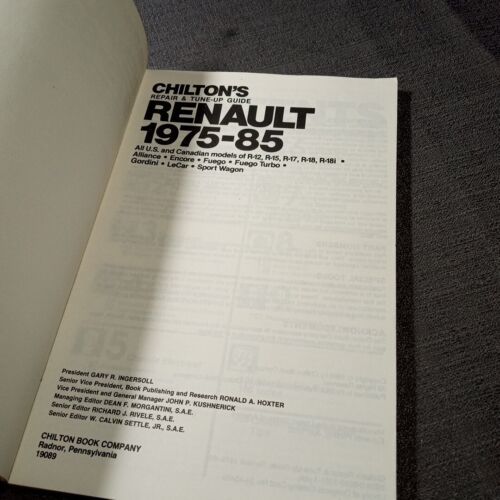 CHILTON'S
REPAIR & TUNE-UP GUIDE
RENAULT
1975-85
All U.S. and Canadian models of R-12, R-15, R-17, R-18, R-18i •
Alliance • Encore • Fuego • Fuego Turbo •
Gordini • LeCar • Sport Wagon
President GARY R. INGERSOLL
Senior Vice President, Book Publishing and Research RONALD A. HOXTER
Vice President and General Manager JOHN P. KUSHNERICK
Managing Editor DEAN F. MORGANTINI, S.A.E.
Senior Editor RICHARD J. RIVELE, S.A.E.
Senior Editor W. CALVIN SETTLE, JR., S.A.E.
CHILTON BOOK COMPANY
Radnor, Pennsylvania
19089